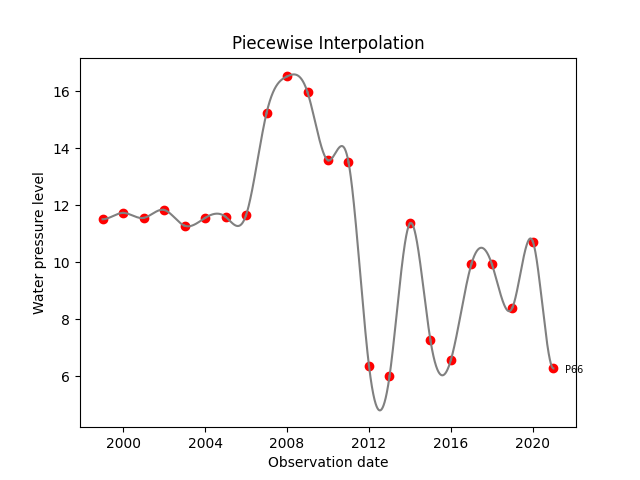 Piecewise Interpolation
Water pressure level
16
14
12
10
8
6
P66
2000 2004 2008 2012 2016 2020
Observation date